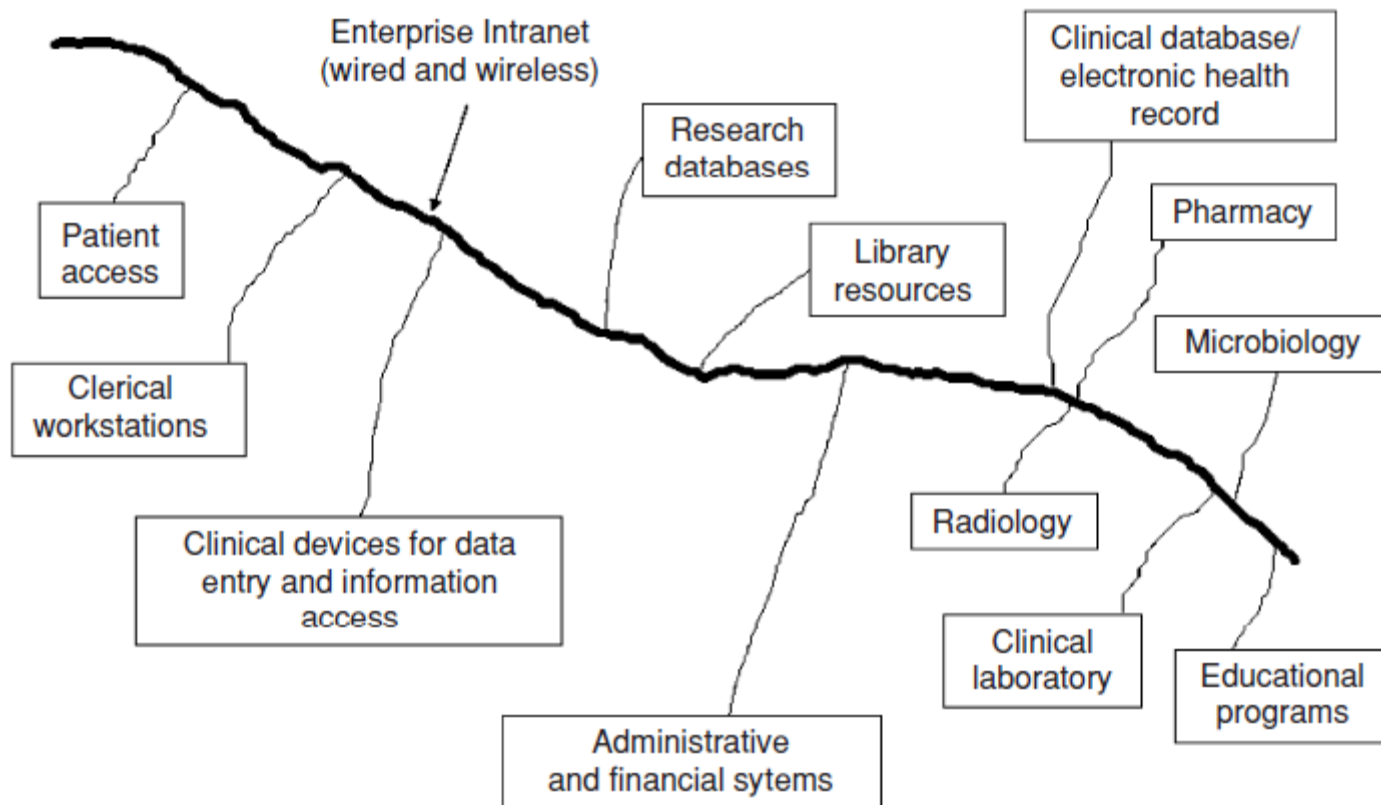 Enterprise Intranet
(wired and wireless)
Clinical database/
electronic health
record
Research
databases
Pharmacy
Patient
access
Library
resources
Microbiology
Clerical
workstations
Radiology
Clinical devices for data
entry and information
access
Clinical
laboratory
Educational
programs
Administrative
and financial sytems